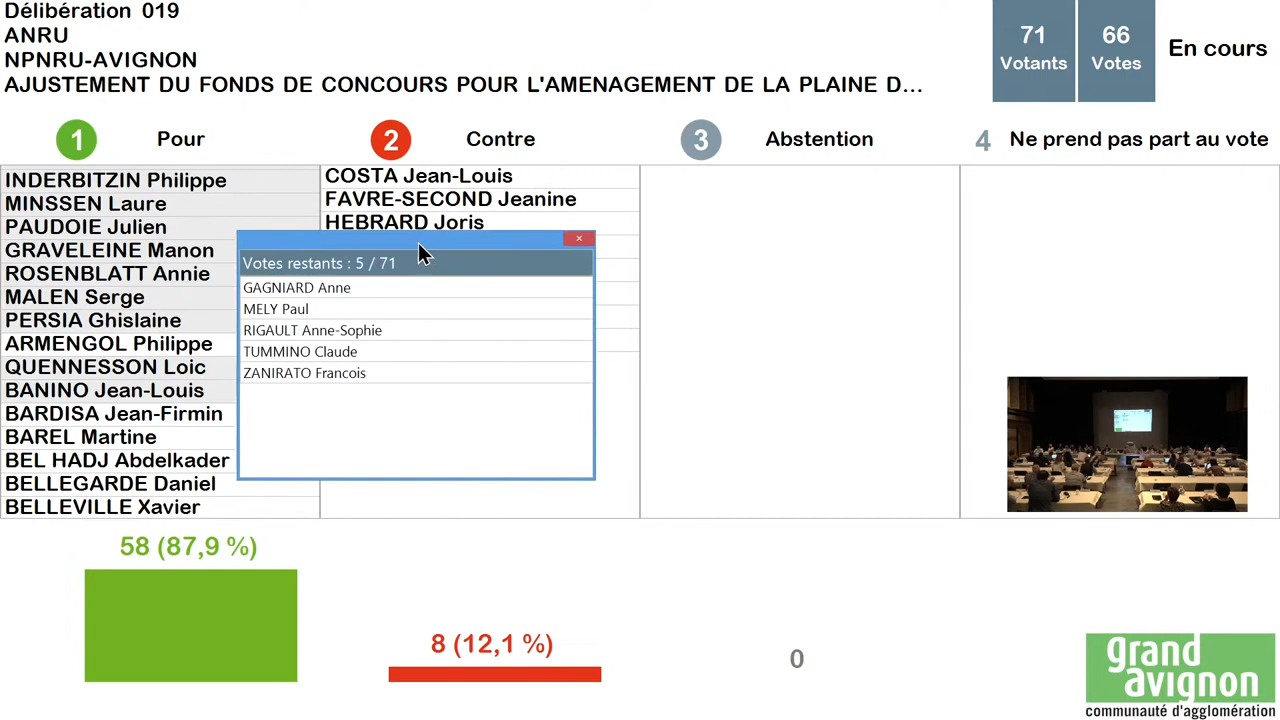 Délibération 019
ANRU
NPNRU-AVIGNON
AJUSTEMENT DU FONDS DE CONCOURS POUR L'AMENAGEMENT DE LA PLAINE D...
71
Votants
66
Votes
En cours
1 Pour
2 Contre
3 Abstention
4 Ne prend pas part au vote
INDERBITZIN Philippe
MINSSEN Laure
PAUDOIE Julien
GRAVELEINE Manon
ROSENBLATT Annie
MALEN Serge
PERSIA Ghislaine
ARMENGOL Philippe
QUENNESSON Loic
BANINO Jean-Louis
BARDISA Jean-Firmin
BAREL Martine
BEL HADJ Abdelkader
BELLEGARDE Daniel
BELLEVILLE Xavier
COSTA Jean-Louis
FAVRE-SECOND Jeanine
HEBRARD Joris
×
Votes restants : 5 / 71
GAGNIARD Anne
MELY Paul
RIGAULT Anne-Sophie
TUMMINO Claude
ZANIRATO Francois
58 (87,9 %)
8 (12,1 %)
0
grand
avignon
communauté d'agglomération